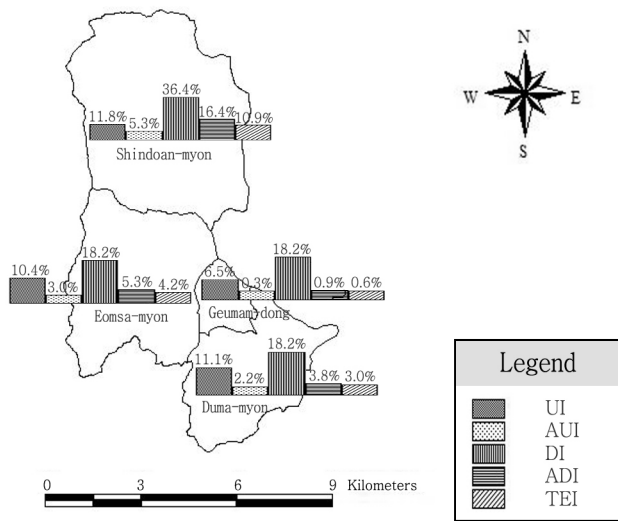 N
W E
S
36.4%
11.8% 5.3% 16.4% 10.9%
Shindoan-myon
18.2%
10.4% 3.0% 5.3% 4.2%
Eomsa-myon
18.2%
6.5% 0.3% 0.9% 0.6%
Geumam-dong
18.2%
11.1% 2.2% 3.8% 3.0%
Duma-myon
Legend
UI
AUI
DI
ADI
TEI
0 3 6 9 Kilometers